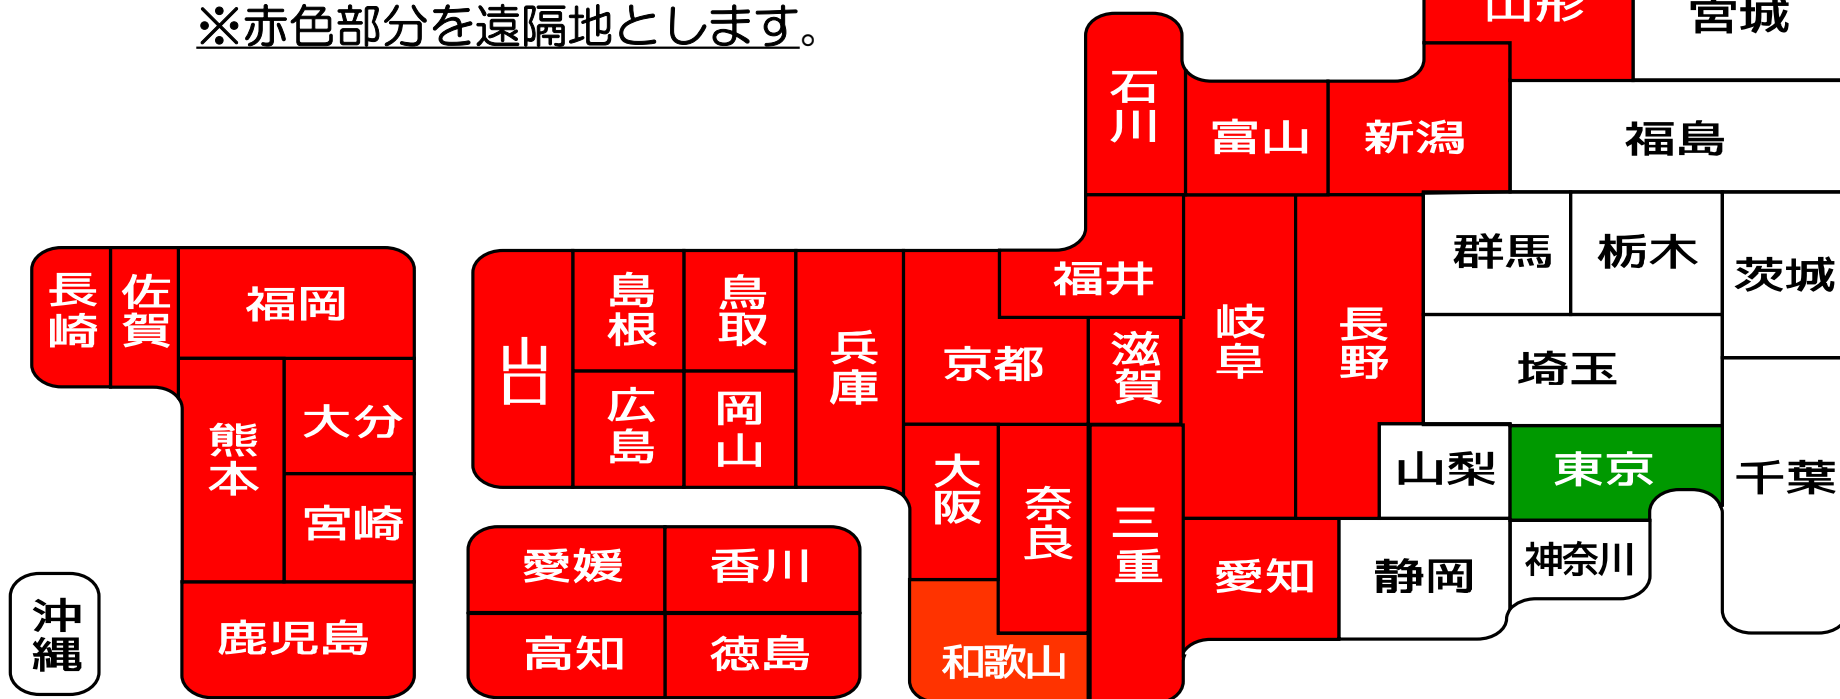 ※赤色部分を遠隔地とします。
山形
宮城
石川
富山
新潟
福島
群馬
栃木
茨城
長崎
佐賀
福岡
島根
鳥取
兵庫
京都
福井
滋賀
岐阜
長野
埼玉
山口
広島
岡山
熊本
大分
宮崎
大阪
奈良
三重
山梨
東京
千葉
愛知
静岡
神奈川
愛媛
香川
高知
徳島
和歌山
沖縄
鹿児島